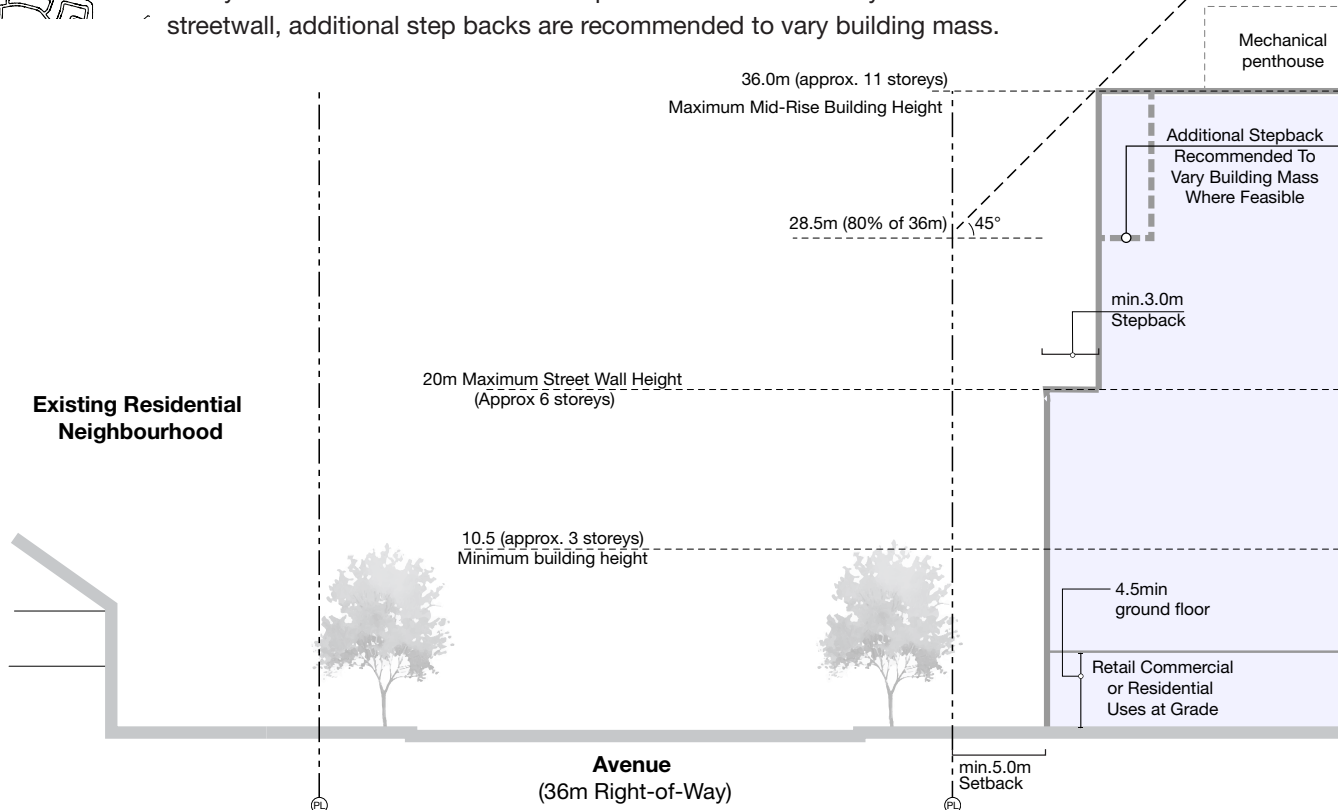 streetwall, additional step backs are recommended to vary building mass.
Mechanical
penthouse
36.0m (approx. 11 storeys)
Maximum Mid-Rise Building Height
Additional Stepback
Recommended To
Vary Building Mass
Where Feasible
28.5m (80% of 36m)
45°
min.3.0m
Stepback
20m Maximum Street Wall Height
(Approx 6 storeys)
Existing Residential
Neighbourhood
10.5 (approx. 3 storeys)
Minimum building height
4.5min
ground floor
Retail Commercial
or Residential
Uses at Grade
Avenue
(36m Right-of-Way)
min.5.0m
Setback
PL
PL